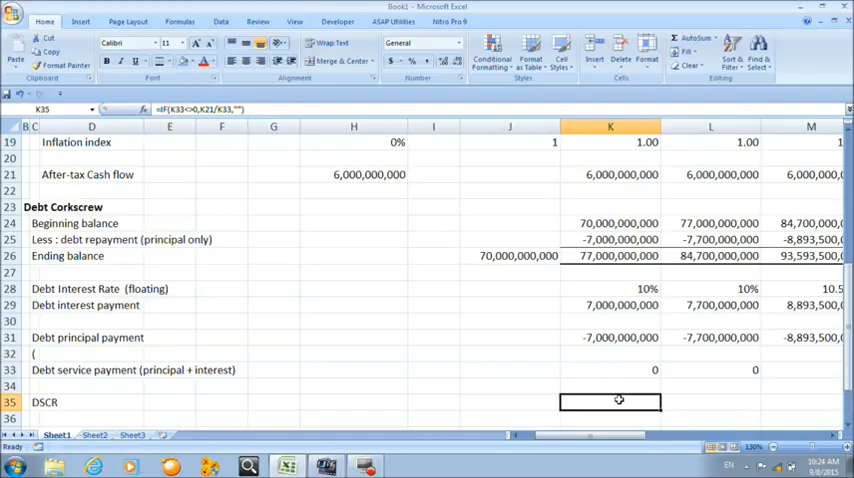 Book1 - Microsoft Excel
Home Insert Page Layout Formulas Data Review View Developer ASAP Utilities Nitro Pro 9
Cut Calibri 11 Wrap Text General AutoSum
Paste Copy Merge & Center Conditional Formatting Format as Table Cell Styles Insert Delete Format Fill Sort & Filter Find & Select
Format Painter Clear
Clipboard Font Alignment Number Styles Cells Editing
K35 fx =IF(K33<>0,K21/K33,"")
B C D E F G H I J K L M
19 Inflation index 0% 1 1.00 1.00 1
20
21 After-tax Cash flow 6,000,000,000 6,000,000,000 6,000,000,000 6,000,000,
22
23 Debt Corkscrew
24 Beginning balance 70,000,000,000 77,000,000,000 84,700,000,
25 Less : debt repayment (principal only) -7,000,000,000 -7,700,000,000 -8,893,500,
26 Ending balance 70,000,000,000 77,000,000,000 84,700,000,000 93,593,500,
27
28 Debt Interest Rate (floating) 10% 10% 10.5
29 Debt interest payment 7,000,000,000 7,700,000,000 8,893,500,
30
31 Debt principal payment -7,000,000,000 -7,700,000,000 -8,893,500,
32 (
33 Debt service payment (principal + interest) 0 0
34
35 DSCR
36
Sheet1 Sheet2 Sheet3
Ready 130%
EN 10:24 AM
9/8/2015